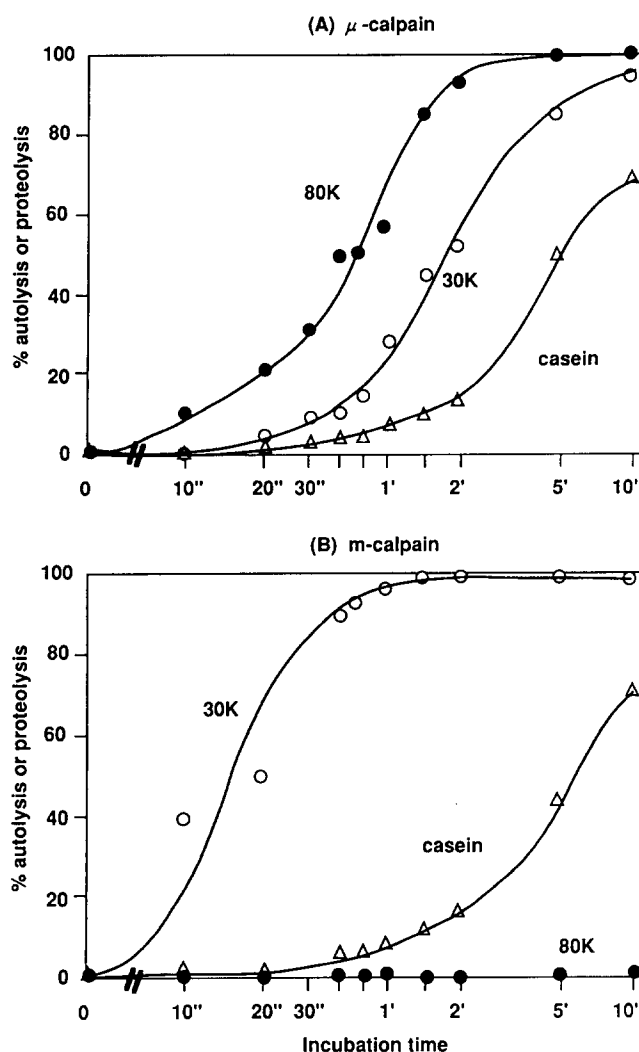 (A) μ-calpain
% autolysis or proteolysis
100
80
60
40
20
0
80K
30K
casein
0 10" 20" 30" 1' 2' 5' 10'
(B) m-calpain
% autolysis or proteolysis
100
80
60
40
20
0
30K
casein
80K
0 10" 20" 30" 1' 2' 5' 10'
Incubation time